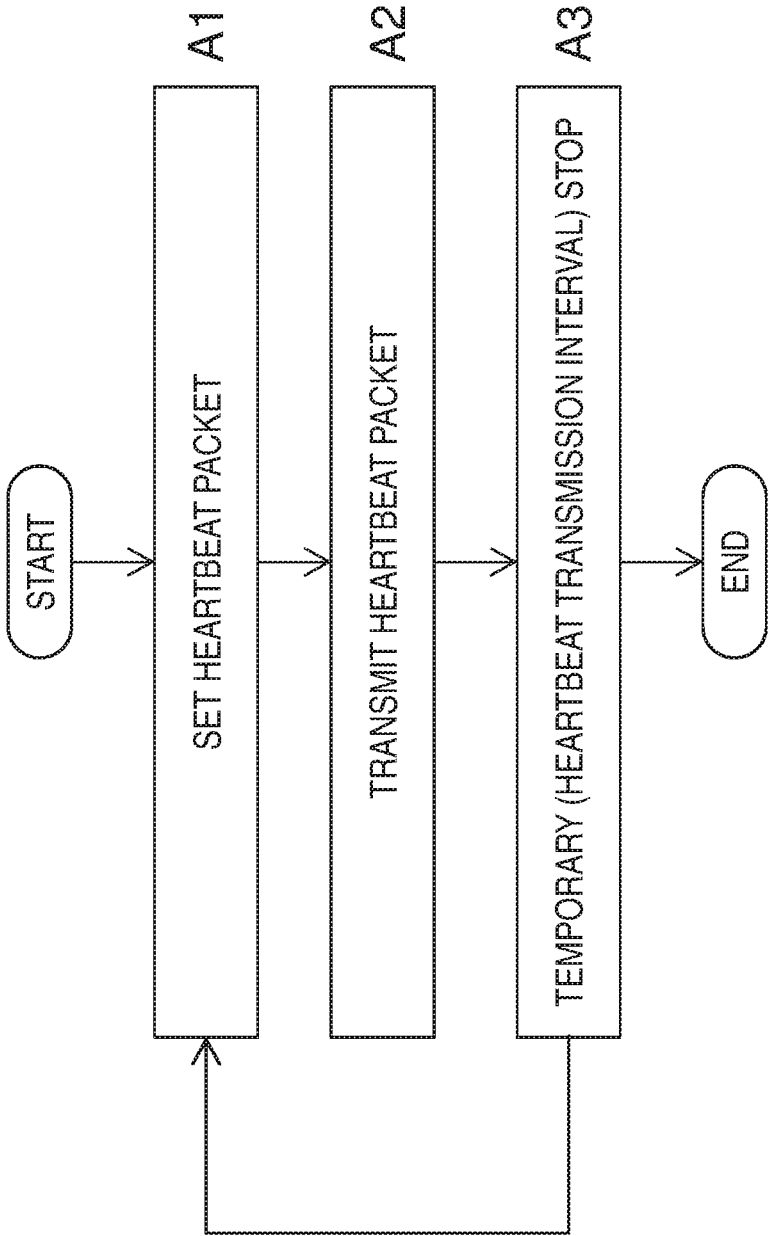 START
SET HEARTBEAT PACKET
A1
TRANSMIT HEARTBEAT PACKET
A2
TEMPORARY (HEARTBEAT TRANSMISSION INTERVAL) STOP
A3
END